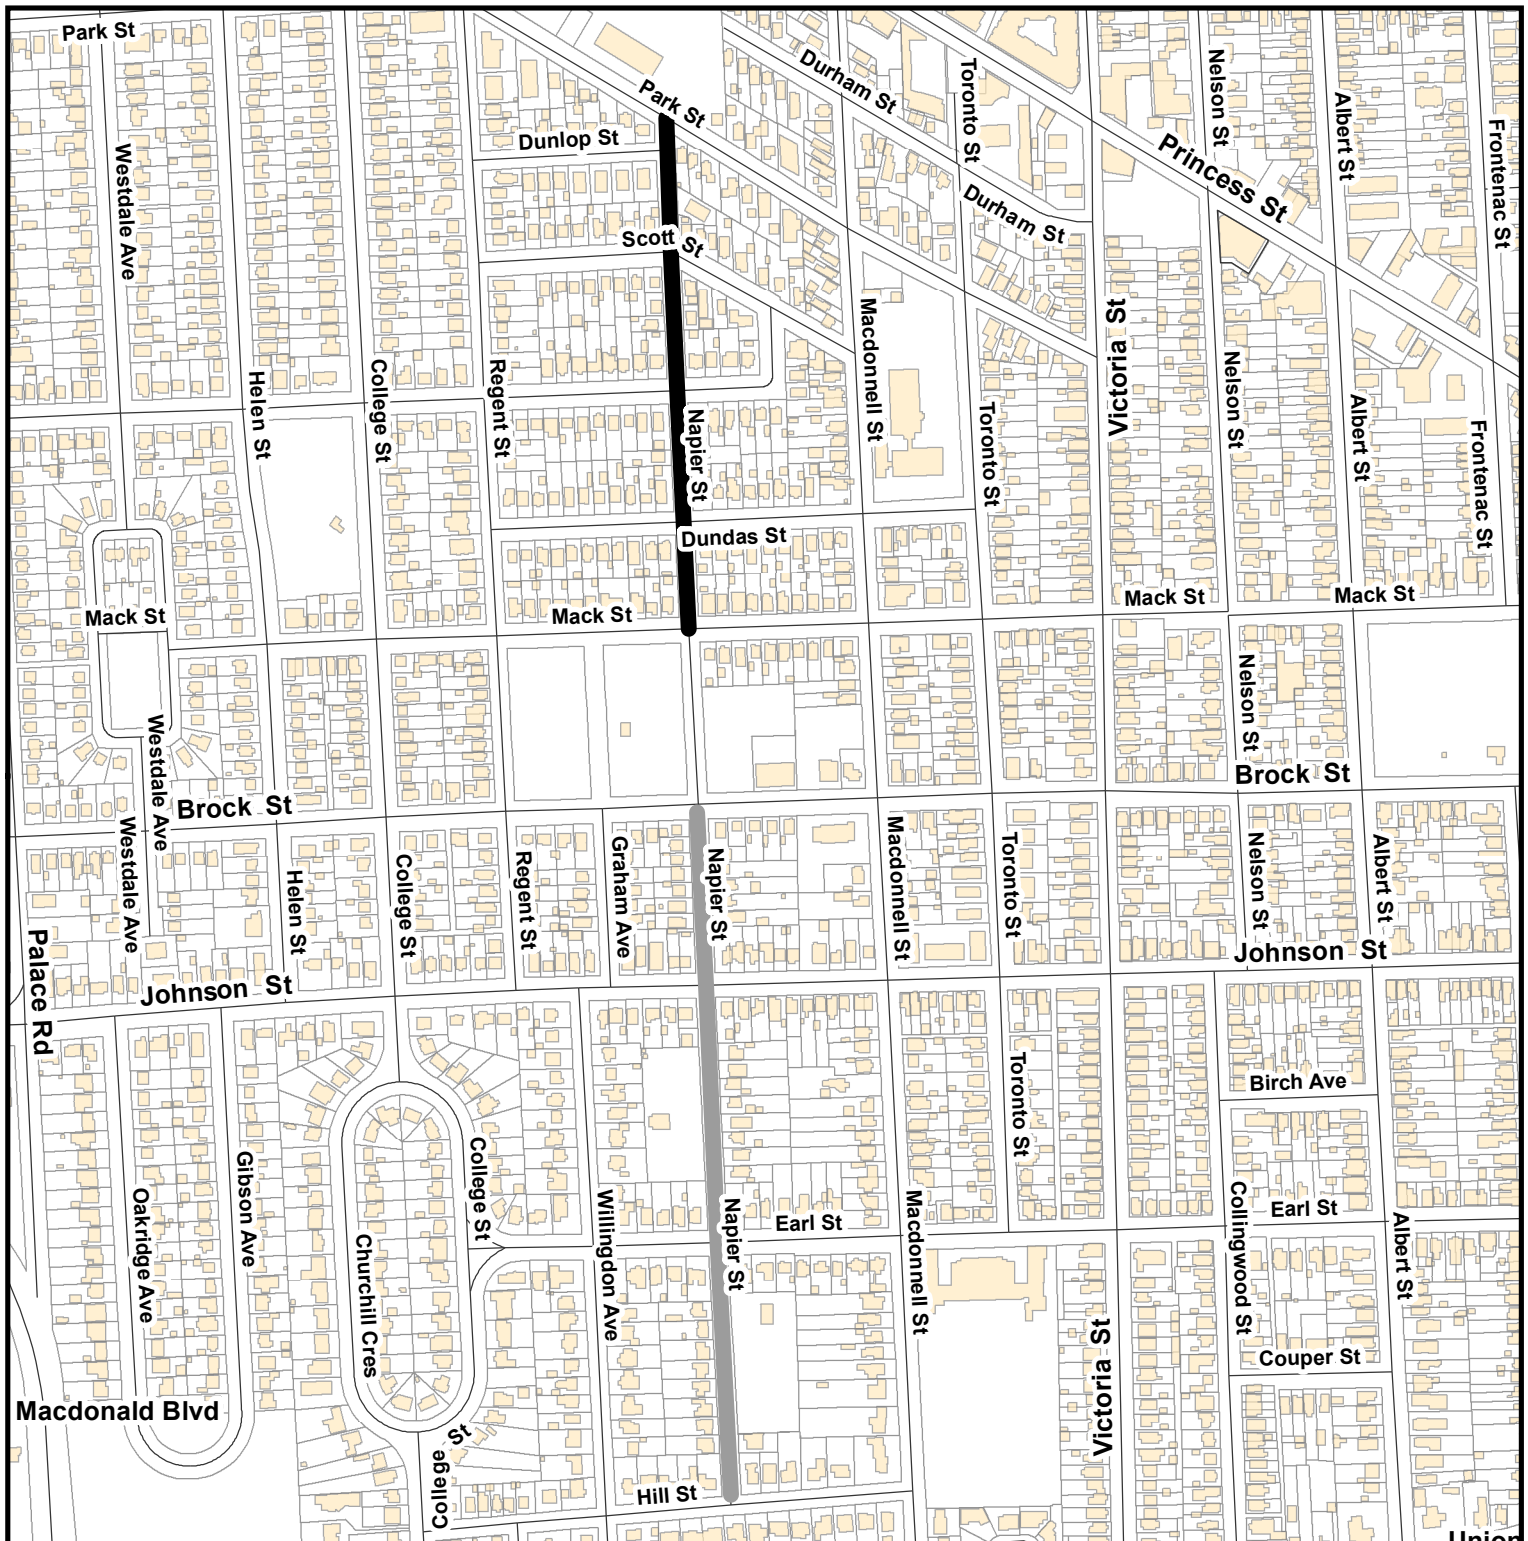 Park St
Park St
Durham St
Toronto St
Nelson St
Albert St
Frontenac St
Princess St
Dunlop St
Westdale Ave
Durham St
Scott St
Helen St
College St
Regent St
Napier St
Macdonnell St
Toronto St
Victoria St
Nelson St
Albert St
Frontenac St
Dundas St
Mack St
Mack St
Mack St
Mack St
Nelson St
Westdale Ave
Brock St
Brock St
Westdale Ave
Helen St
College St
Regent St
Graham Ave
Napier St
Macdonnell St
Toronto St
Nelson St
Albert St
Palace Rd
Johnson St
Johnson St
Toronto St
Birch Ave
Oakridge Ave
Gibson Ave
Churchill Cres
College St
Willingdon Ave
Napier St
Earl St
Macdonnell St
Collingwood St
Earl St
Albert St
Victoria St
Couper St
Macdonald Blvd
College St
Hill St
Union